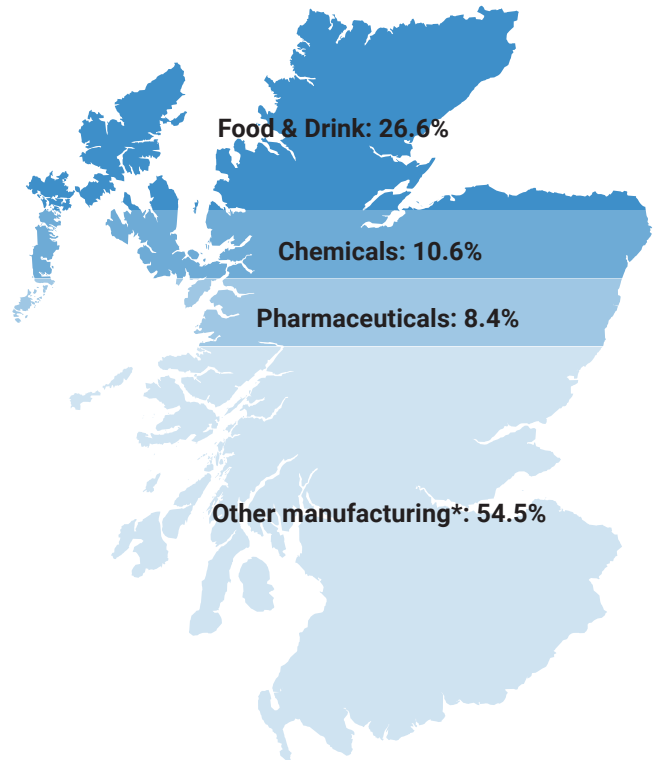 Food & Drink: 26.6%
Chemicals: 10.6%
Pharmaceuticals: 8.4%
Other manufacturing*: 54.5%